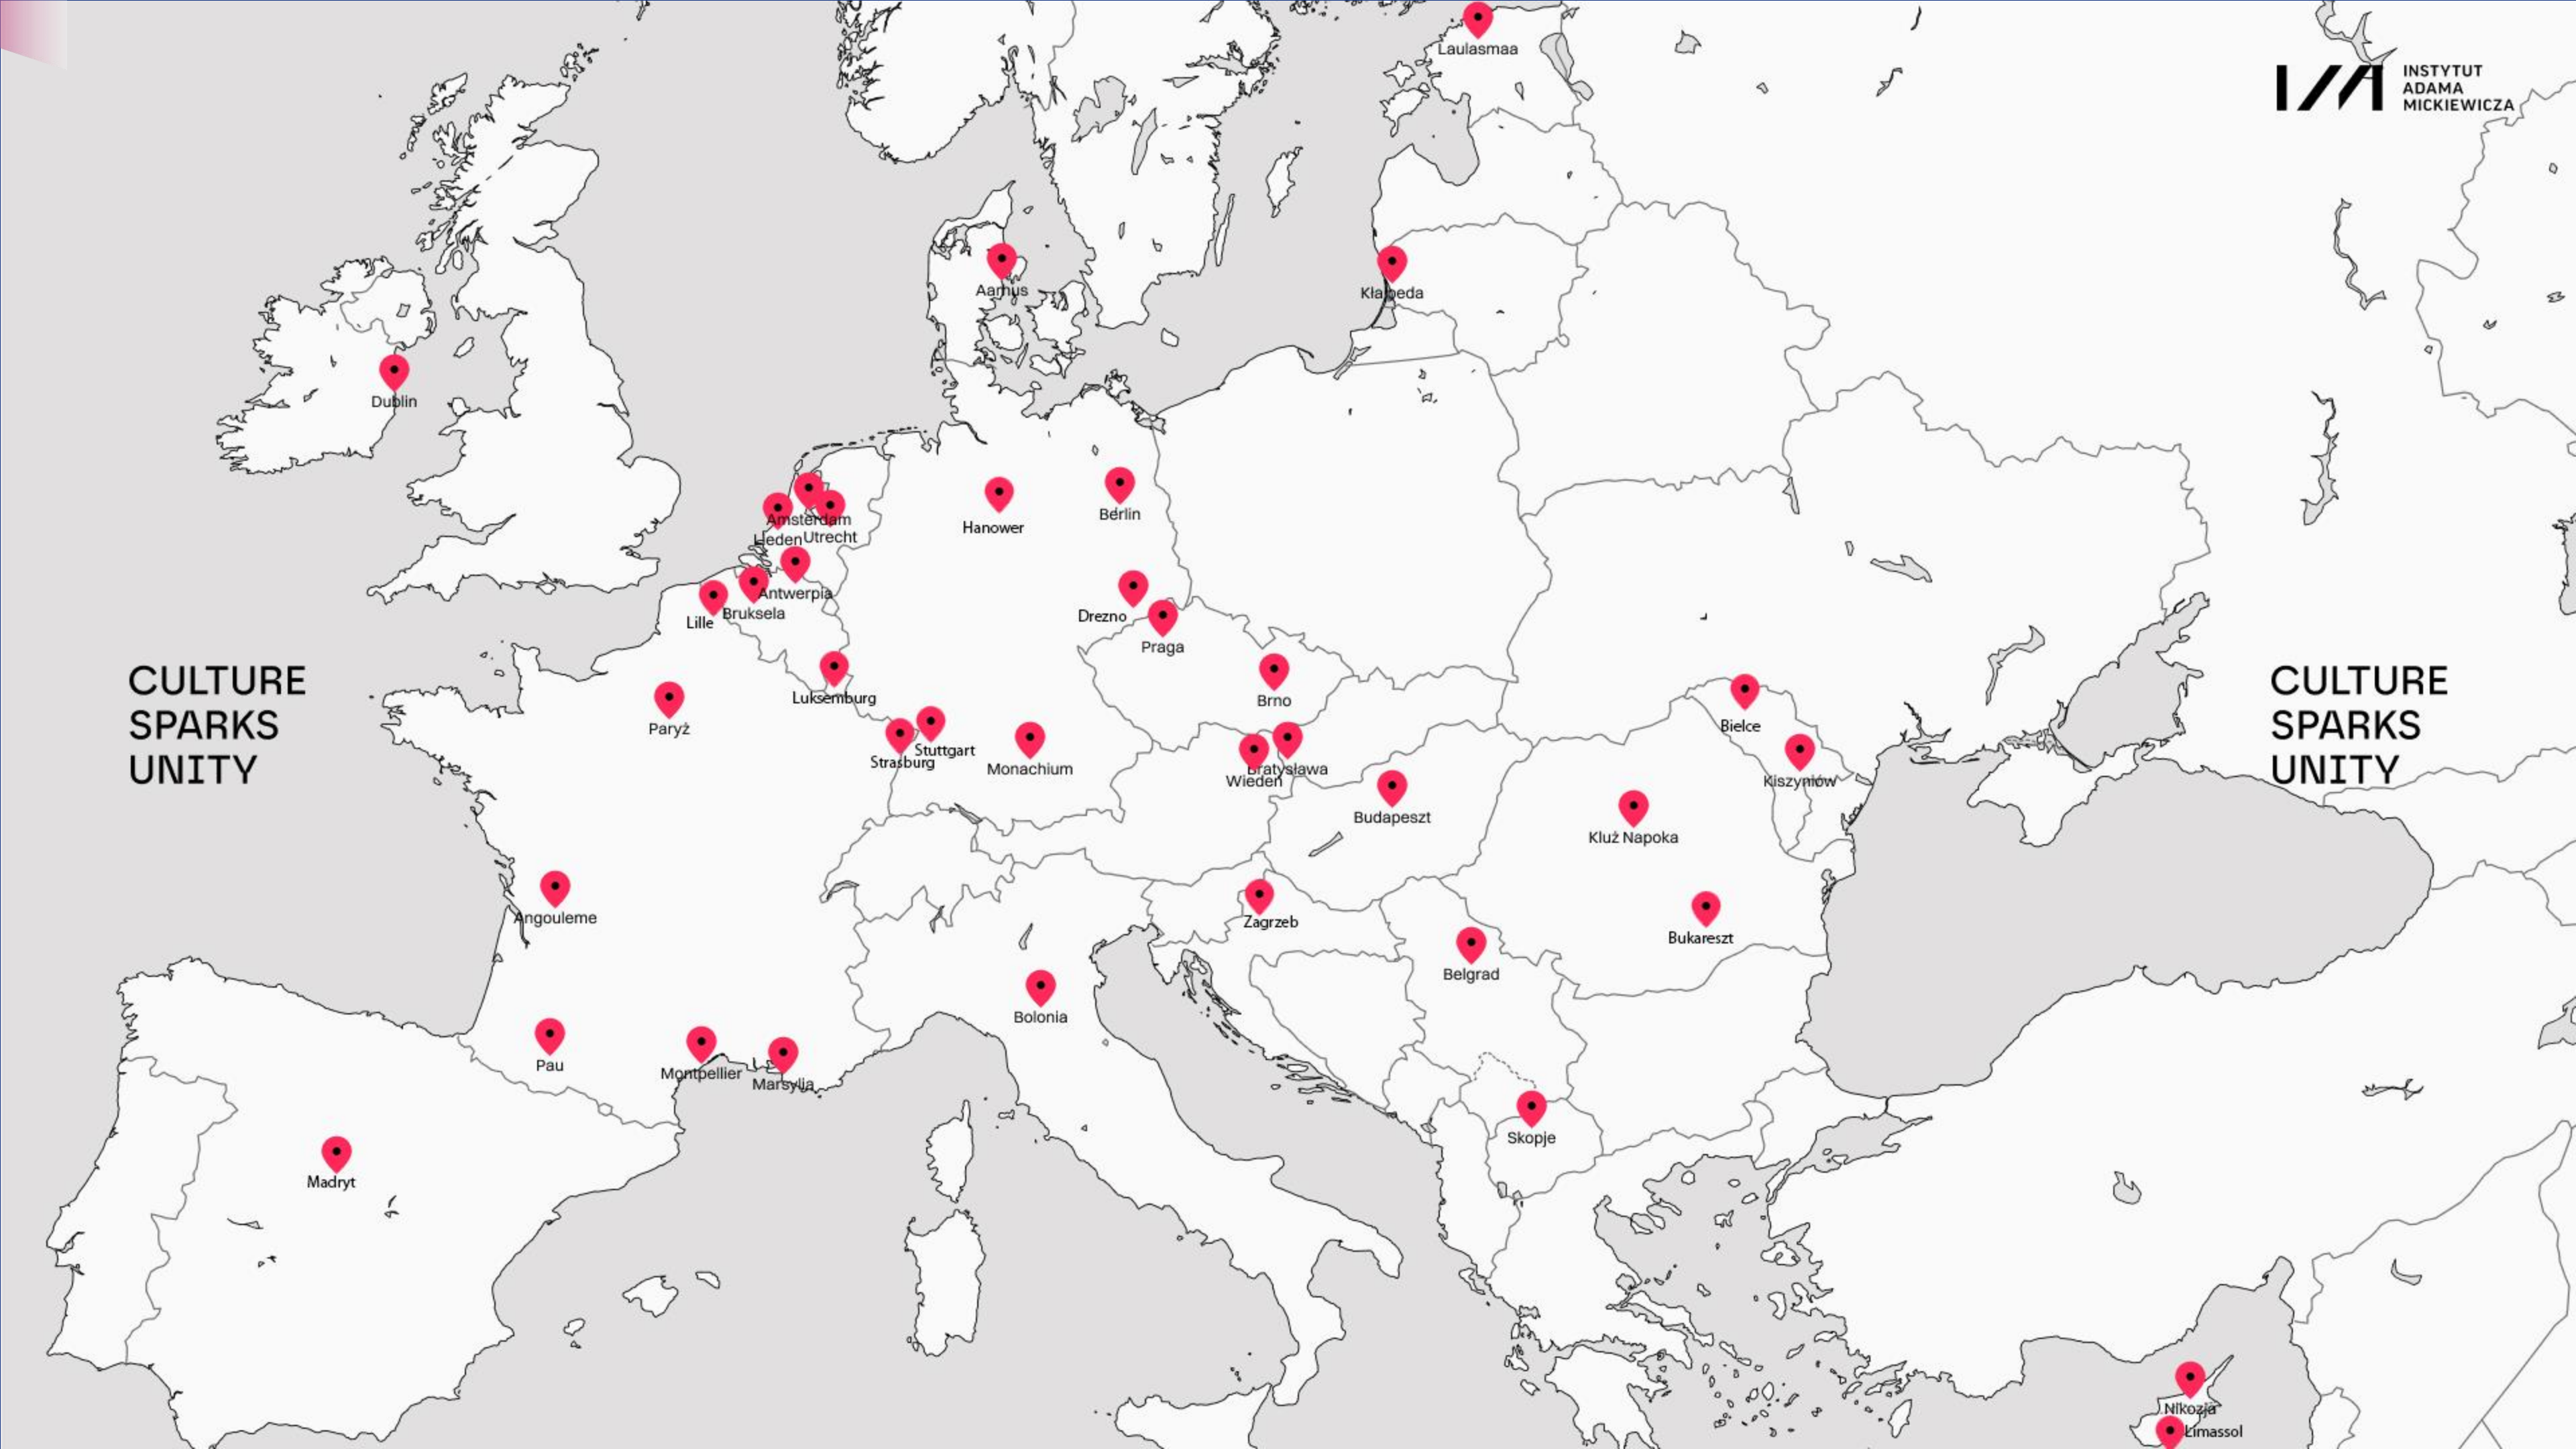 Laulasmaa
INSTYTUT
ADAMA
MICKIEWICZA
Aarhus
Kłajpeda
Dublin
Amsterdam
Utrecht
Hanower
Berlin
Antwerpia
Bruksela
Lille
Drezno
Praga
Luksemburg
Brno
Paryż
Strasburg
Stuttgart
Monachium
Bratysława
Wiedeń
Budapeszt
Bielce
Kiszyniów
CULTURE
SPARKS
UNITY
CULTURE
SPARKS
UNITY
Kluż Napoka
Angouleme
Zagrzeb
Bukareszt
Belgrad
Bolonia
Pau
Montpellier
Marsylia
Skopje
Madryt
Nikozja
Limassol